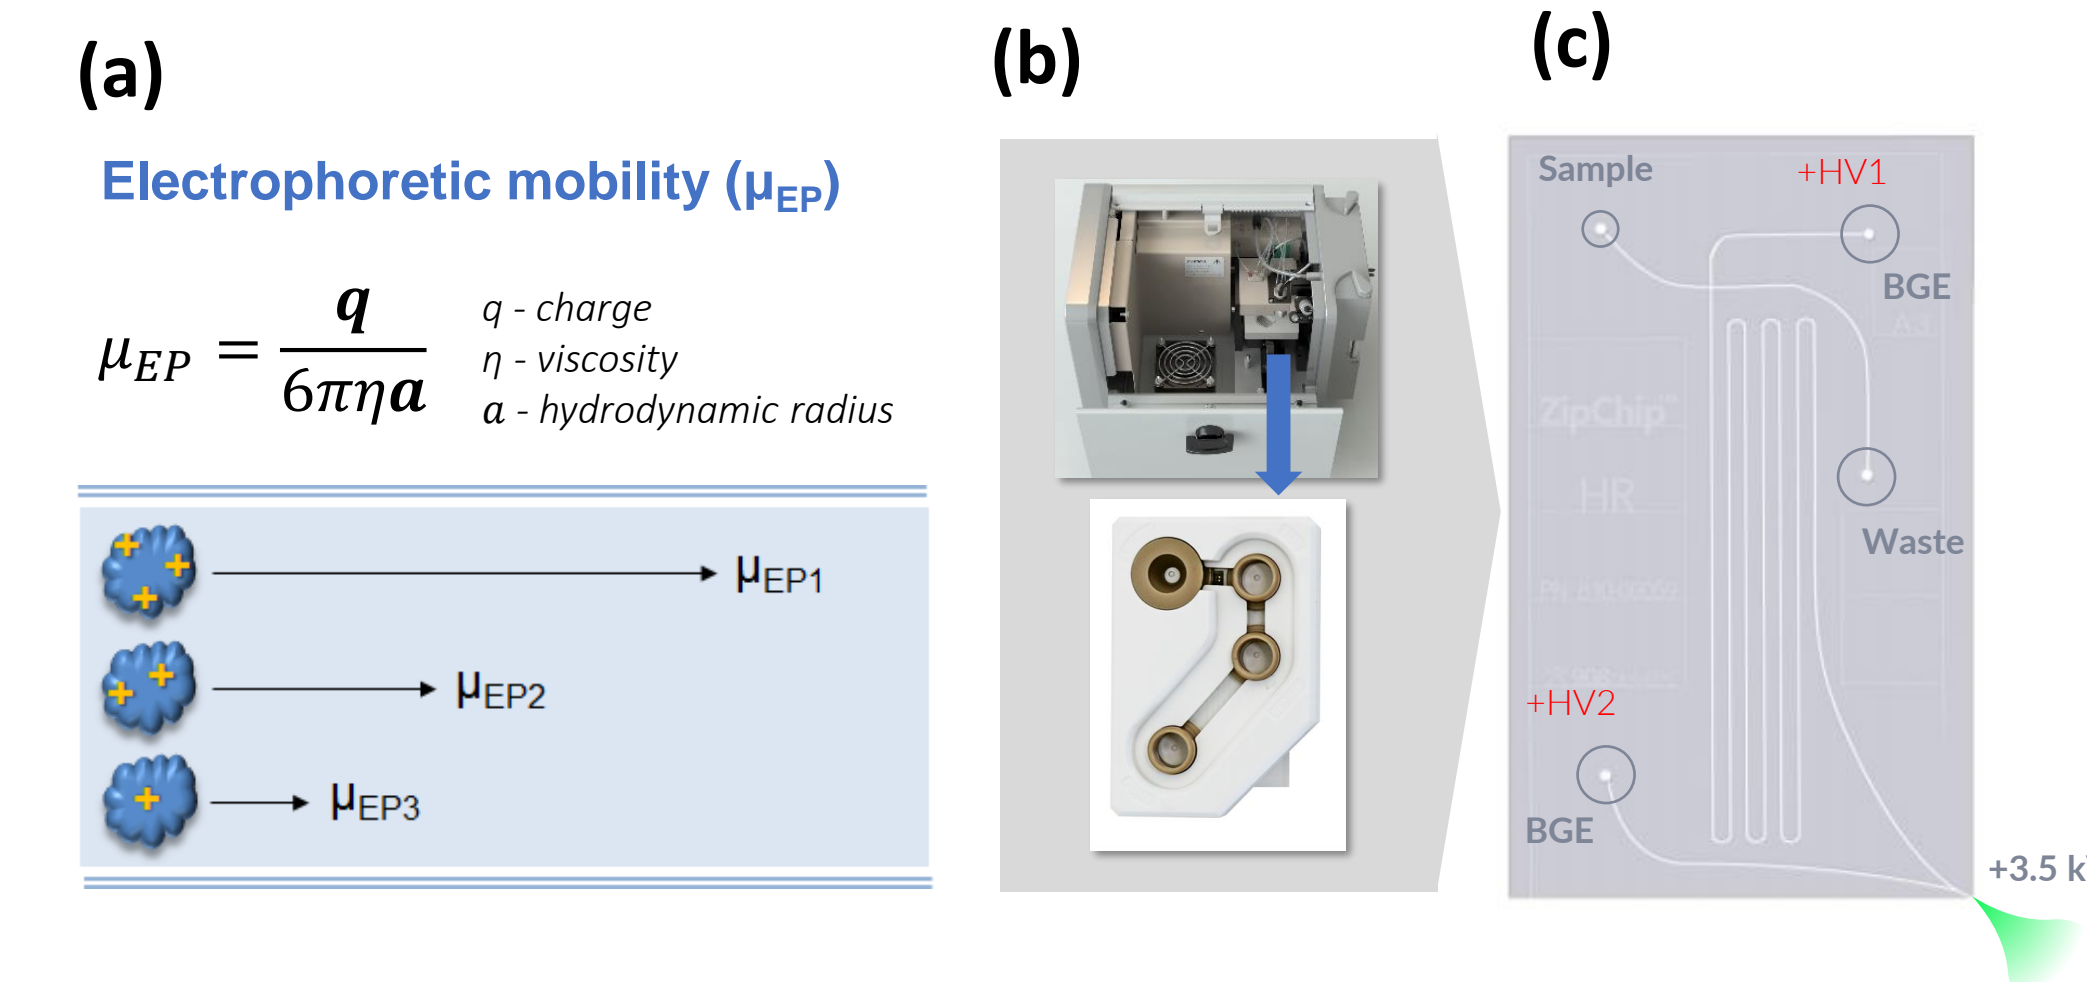 (a)
Electrophoretic mobility (μEP)
μEP = q / 6πηa
q - charge
η - viscosity
a - hydrodynamic radius
μEP1
μEP2
μEP3
(b)
(c)
Sample
+HV1
BGE
ZipChip
HR
Waste
+HV2
BGE
+3.5 k